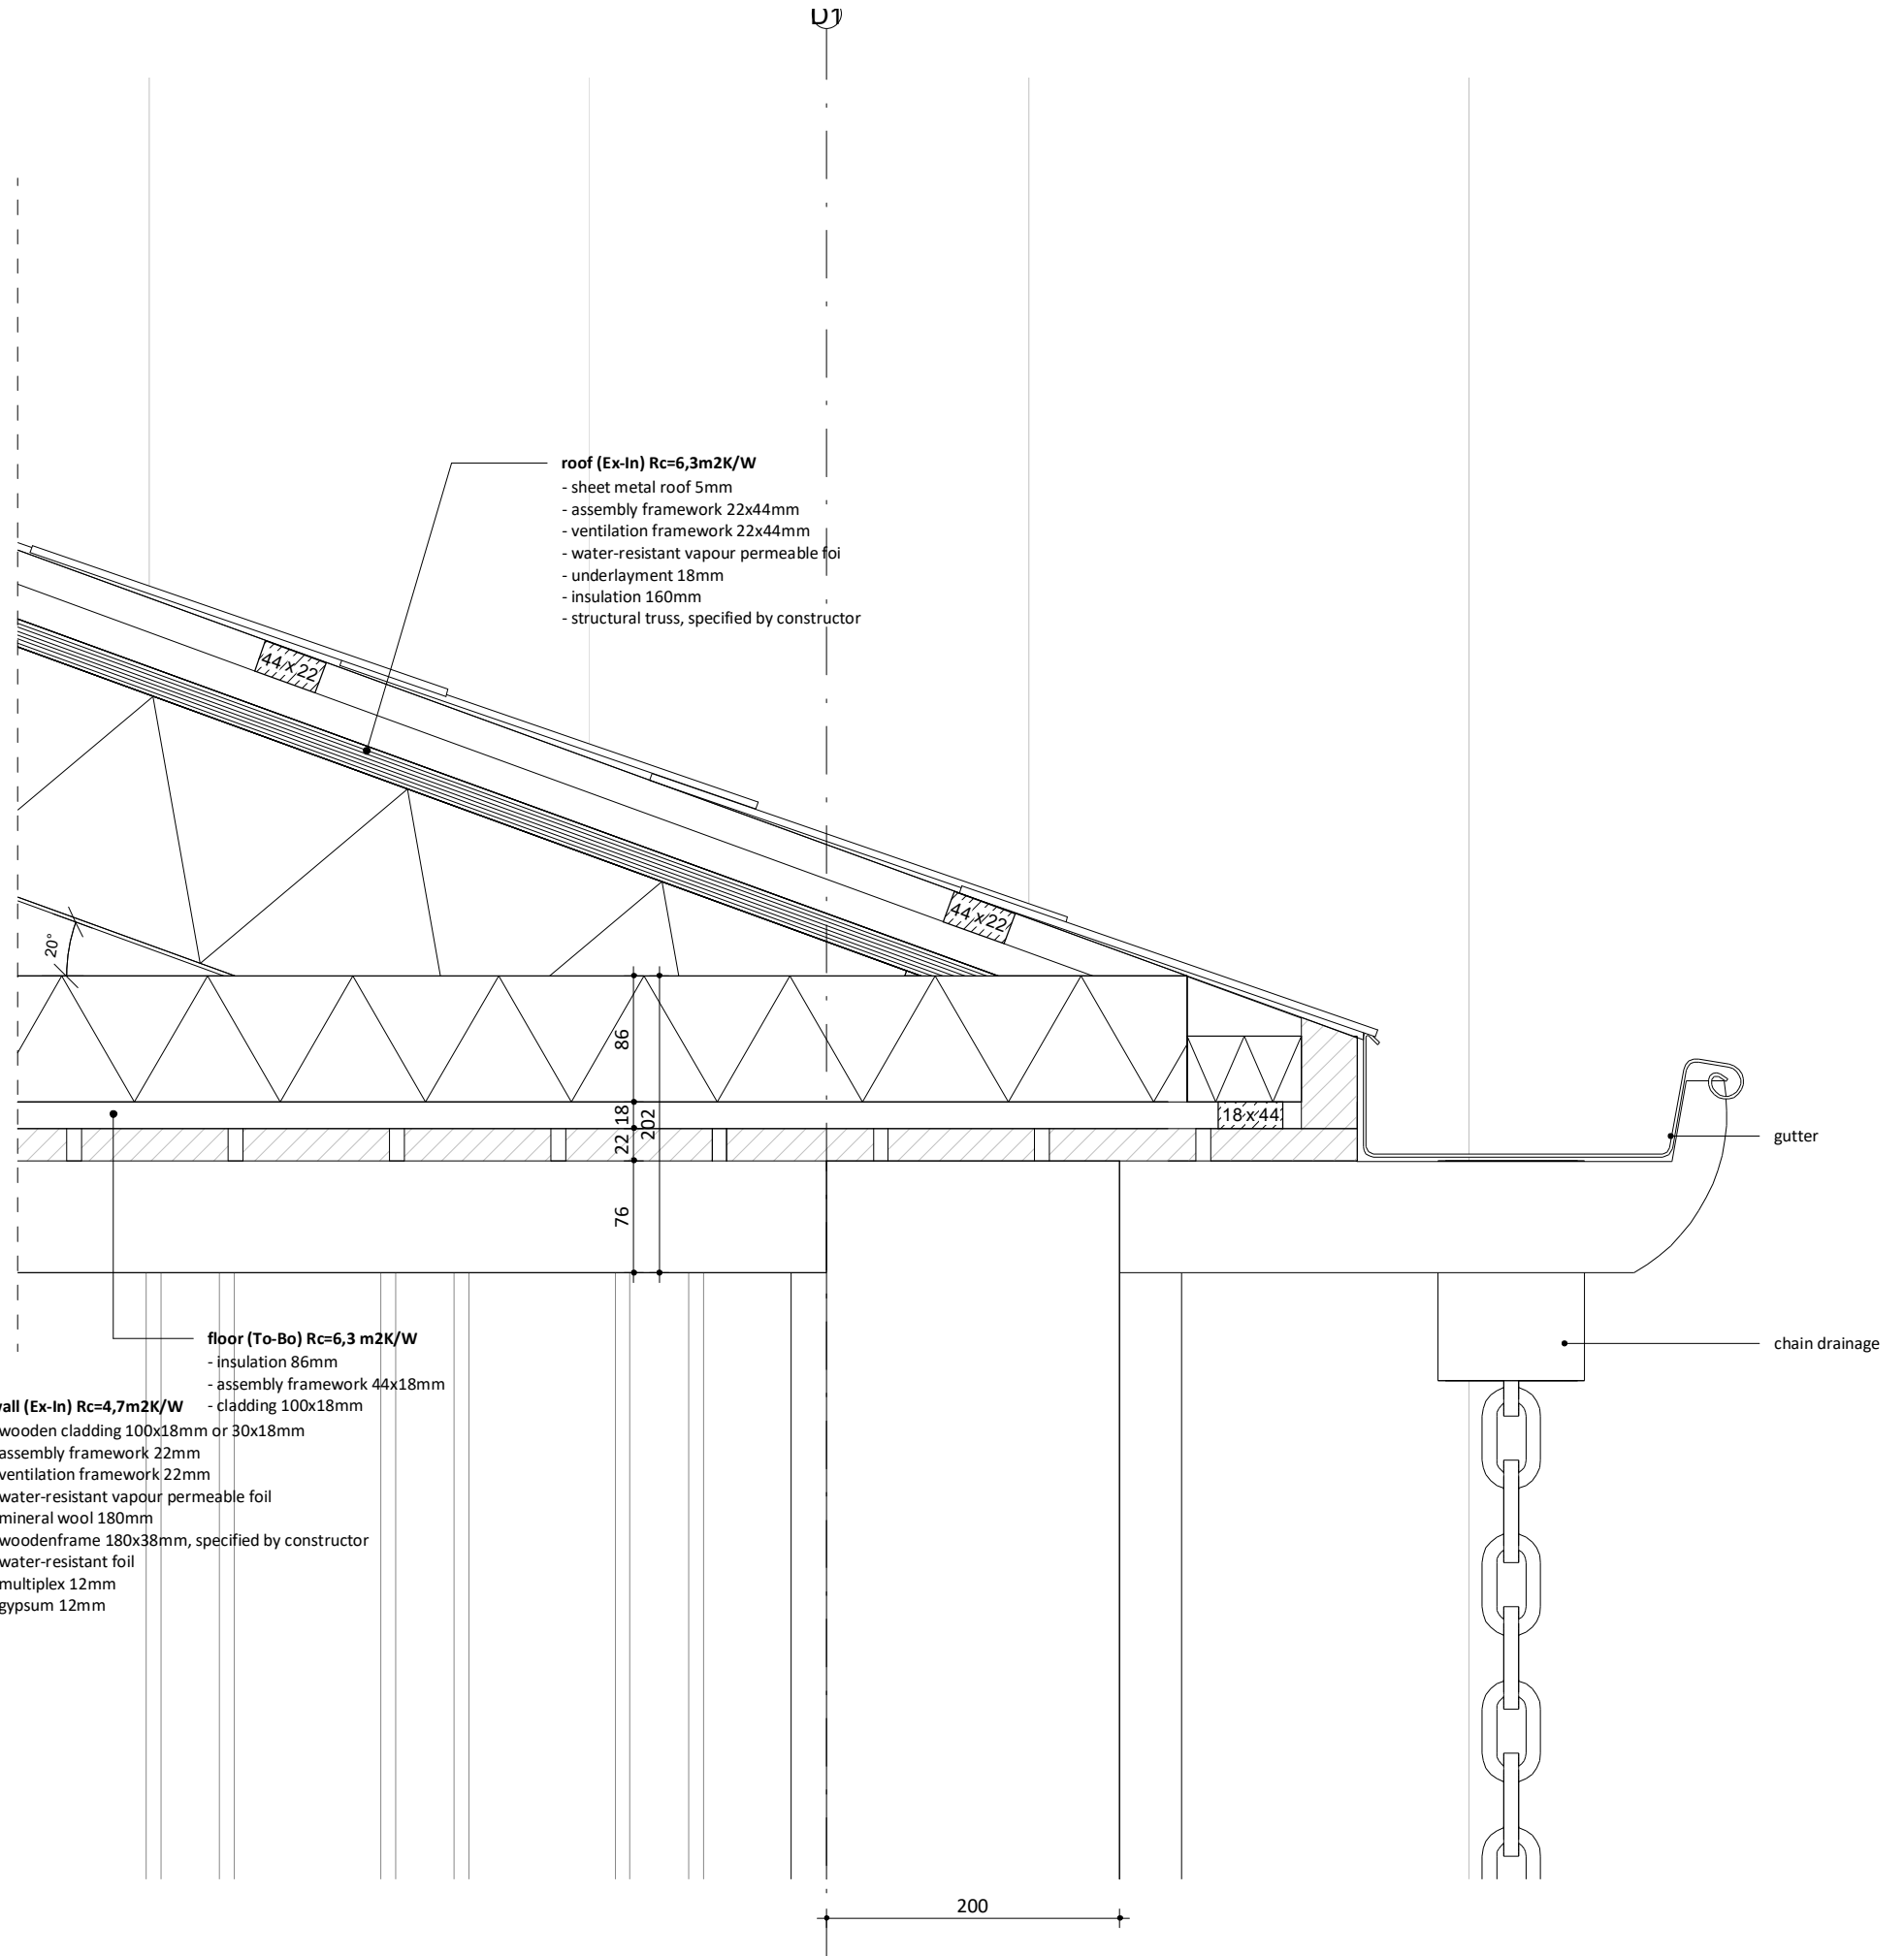 D1
roof (Ex-In) Rc=6,3m2K/W
- sheet metal roof 5mm
- assembly framework 22x44mm
- ventilation framework 22x44mm
- water-resistant vapour permeable foi
- underlayment 18mm
- insulation 160mm
- structural truss, specified by constructor
44 x 22
44 x 22
20°
86
18
202
22
18 x 44
76
gutter
chain drainage
floor (To-Bo) Rc=6,3 m2K/W
- insulation 86mm
- assembly framework 44x18mm
- cladding 100x18mm
wall (Ex-In) Rc=4,7m2K/W
wooden cladding 100x18mm or 30x18mm
assembly framework 22mm
ventilation framework 22mm
water-resistant vapour permeable foil
mineral wool 180mm
woodenframe 180x38mm, specified by constructor
water-resistant foil
multiplex 12mm
gypsum 12mm
200